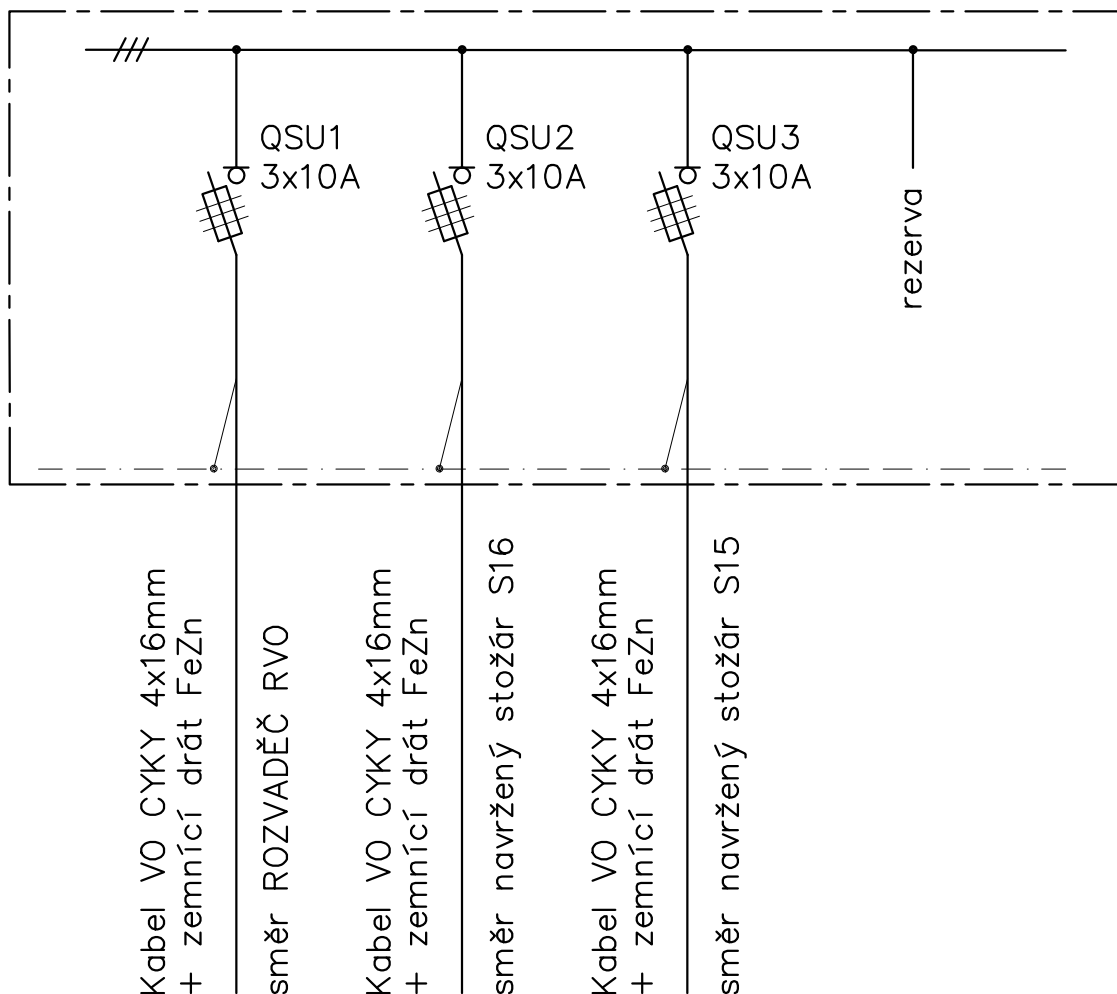 QSU1
3x10A
QSU2
3x10A
QSU3
3x10A
rezerva
Kabel VO CYKY 4x16mm
+ zemnící drát FeZn
směr ROZVADĚČ RVO
Kabel VO CYKY 4x16mm
+ zemnící drát FeZn
směr navržený stožár S16
Kabel VO CYKY 4x16mm
+ zemnící drát FeZn
směr navržený stožár S15